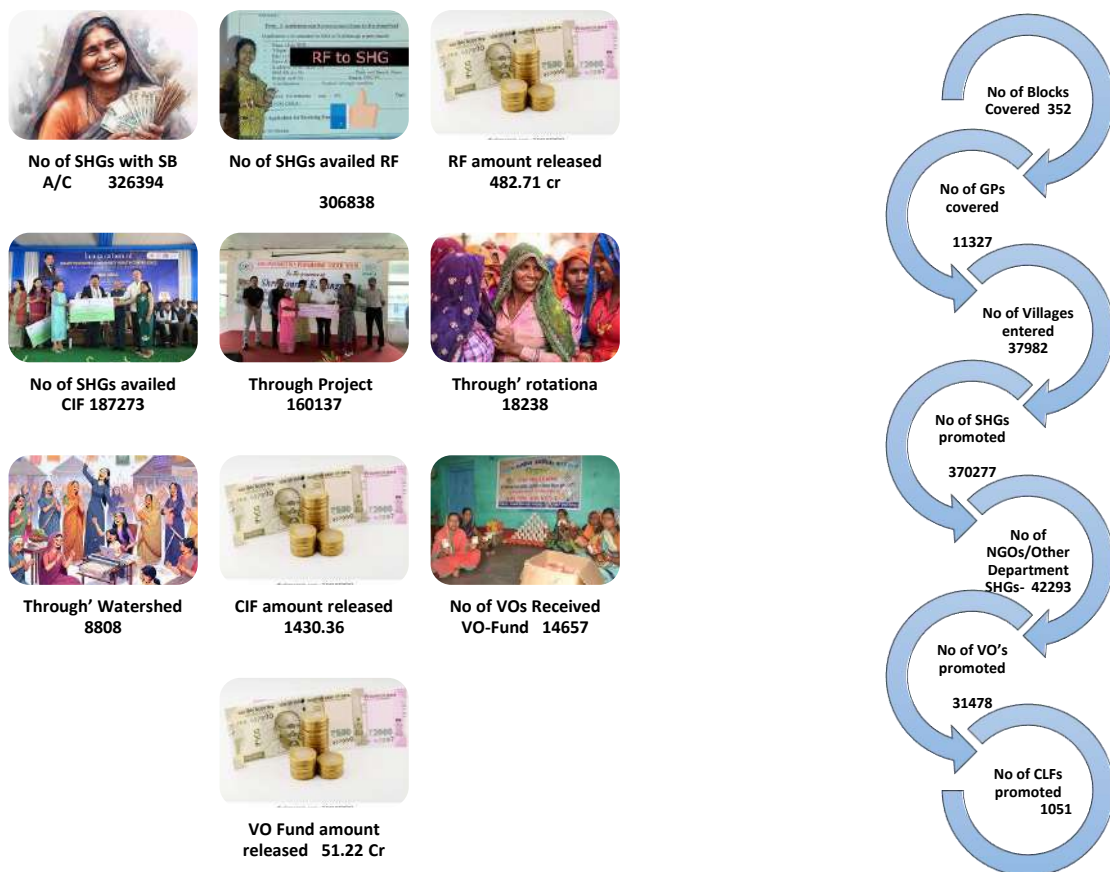 RF to SHG
No of SHGs with SB
A/C 326394
No of SHGs availed RF
306838
RF amount released
482.71 cr
No of SHGs availed
CIF 187273
Through Project
160137
Through' rotationa
18238
Through' Watershed
8808
CIF amount released
1430.36
No of VOs Received
VO-Fund 14657
VO Fund amount
released 51.22 Cr
No of Blocks
Covered 352
No of GPs
covered
11327
No of Villages
entered
37982
No of SHGs
promoted
370277
No of
NGOs/Other
Department
SHGs- 42293
No of VO's
promoted
31478
No of CLFs
promoted
1051